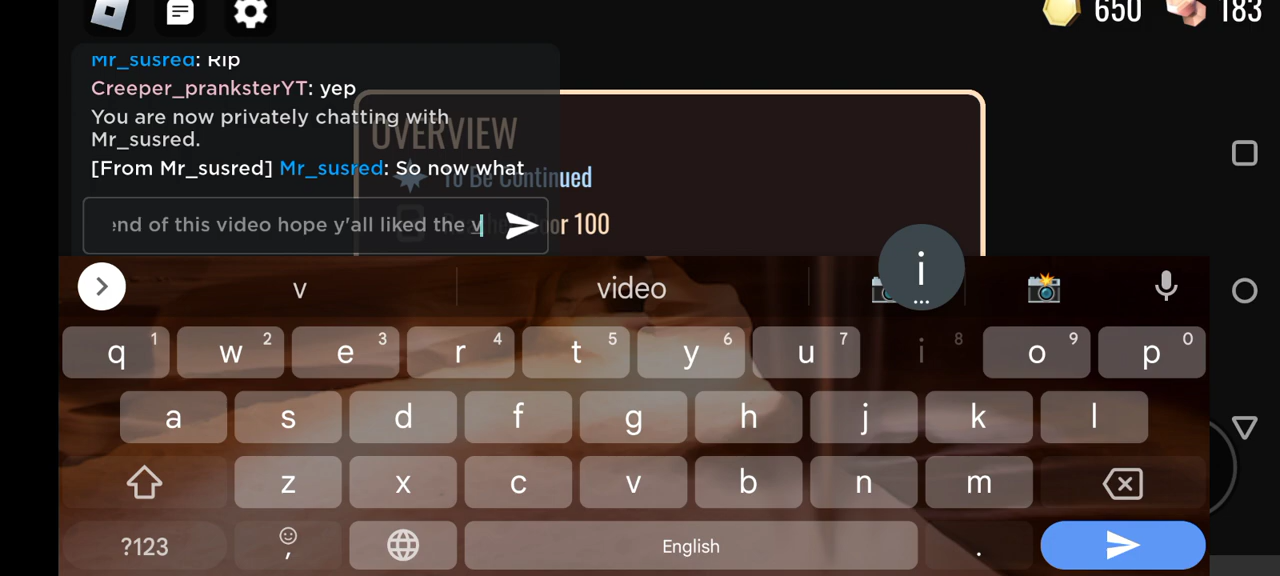 650 183
Mr_susred: Rip
Creeper_pranksterYT: yep
You are now privately chatting with
Mr_susred.
[From Mr_susred] Mr_susred: So now what
OVERVIEW
To Be Continued
Door 100
end of this video hope y'all liked the v
v video
i
q 1 w 2 e 3 r 4 t 5 y 6 u 7 i 8 o 9 p 0
a s d f g h j k l
z x c v b n m
?123 , English .